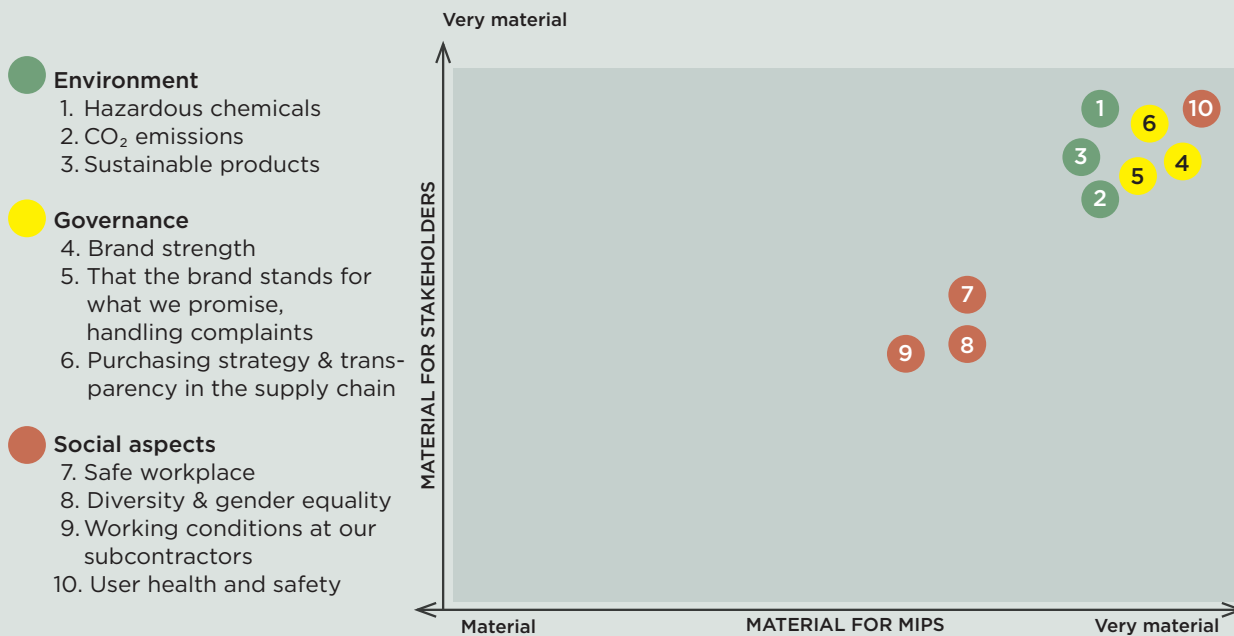 Very material
Environment
1. Hazardous chemicals
2. CO₂ emissions
3. Sustainable products
Governance
4. Brand strength
5. That the brand stands for
what we promise,
handling complaints
6. Purchasing strategy & trans-
parency in the supply chain
Social aspects
7. Safe workplace
8. Diversity & gender equality
9. Working conditions at our
subcontractors
10. User health and safety
MATERIAL FOR STAKEHOLDERS
1
6
10
3
5
4
2
7
9
8
Material
MATERIAL FOR MIPS
Very material